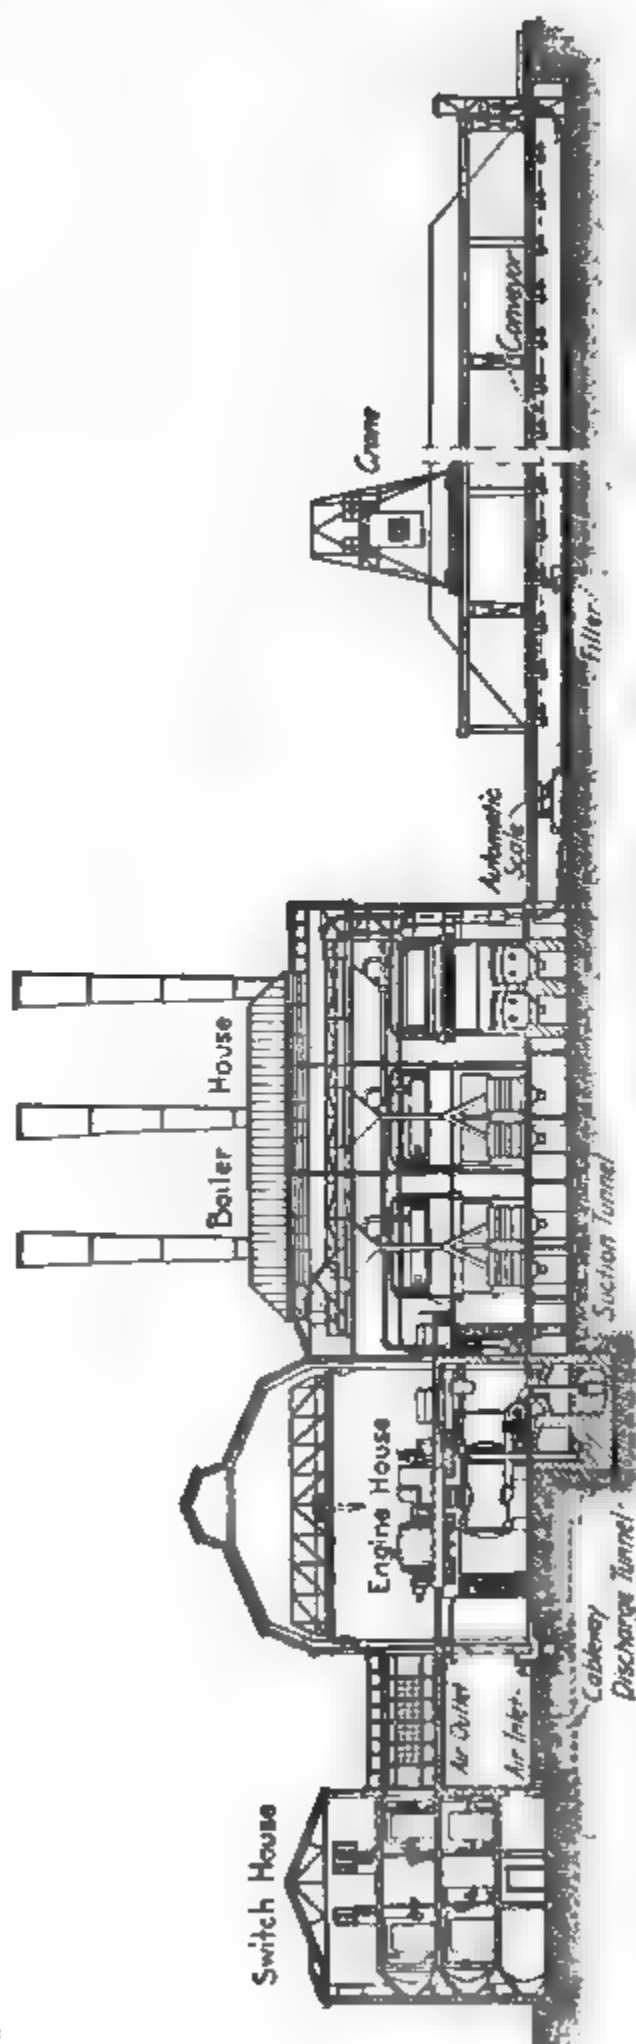 Switch House
Air Outlet
Air Inlet
Cableway
Discharge Tunnel
Engine House
Boiler House
Suction Tunnel
Automatic
Scale
Filler
Crane
Conveyor